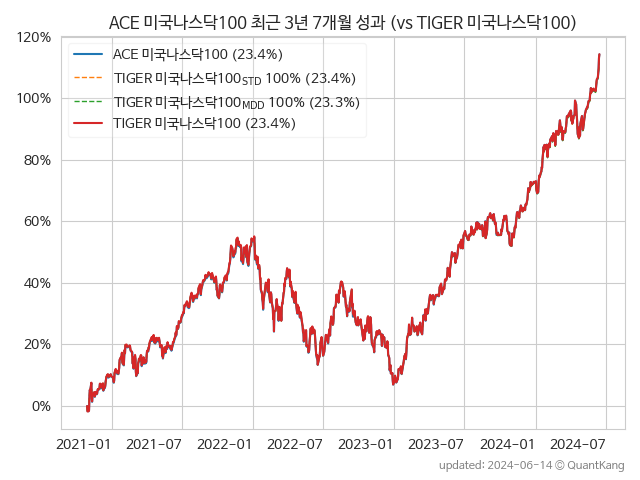 ACE 미국나스닥100 최근 3년 7개월 성과 (vs TIGER 미국나스닥100)
120%
100%
80%
60%
40%
20%
0%
ACE 미국나스닥100 (23.4%)
TIGER 미국나스닥100STD 100% (23.4%)
TIGER 미국나스닥100MDD 100% (23.3%)
TIGER 미국나스닥100 (23.4%)
2021-01 2021-07 2022-01 2022-07 2023-01 2023-07 2024-01 2024-07
updated: 2024-06-14 © QuantKang